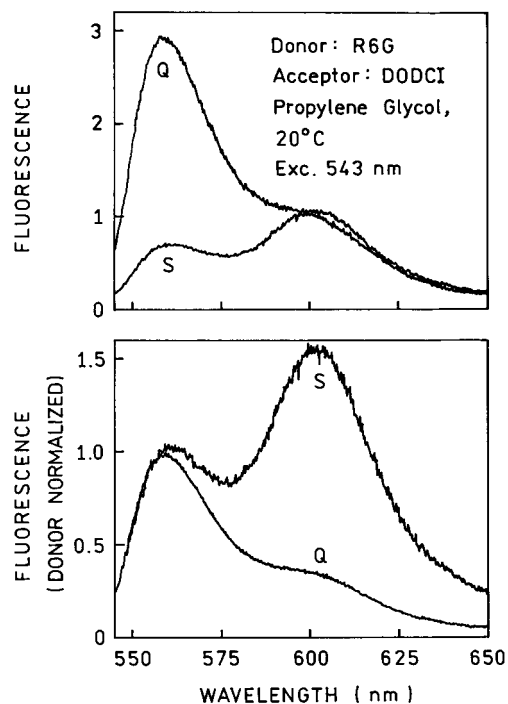 FLUORESCENCE
3
2
1
0
Q
S
Donor: R6G
Acceptor: DODCI
Propylene Glycol,
20°C
Exc. 543 nm
FLUORESCENCE
(DONOR NORMALIZED)
1.5
1.0
0.5
0
S
Q
550 575 600 625 650
WAVELENGTH (nm)